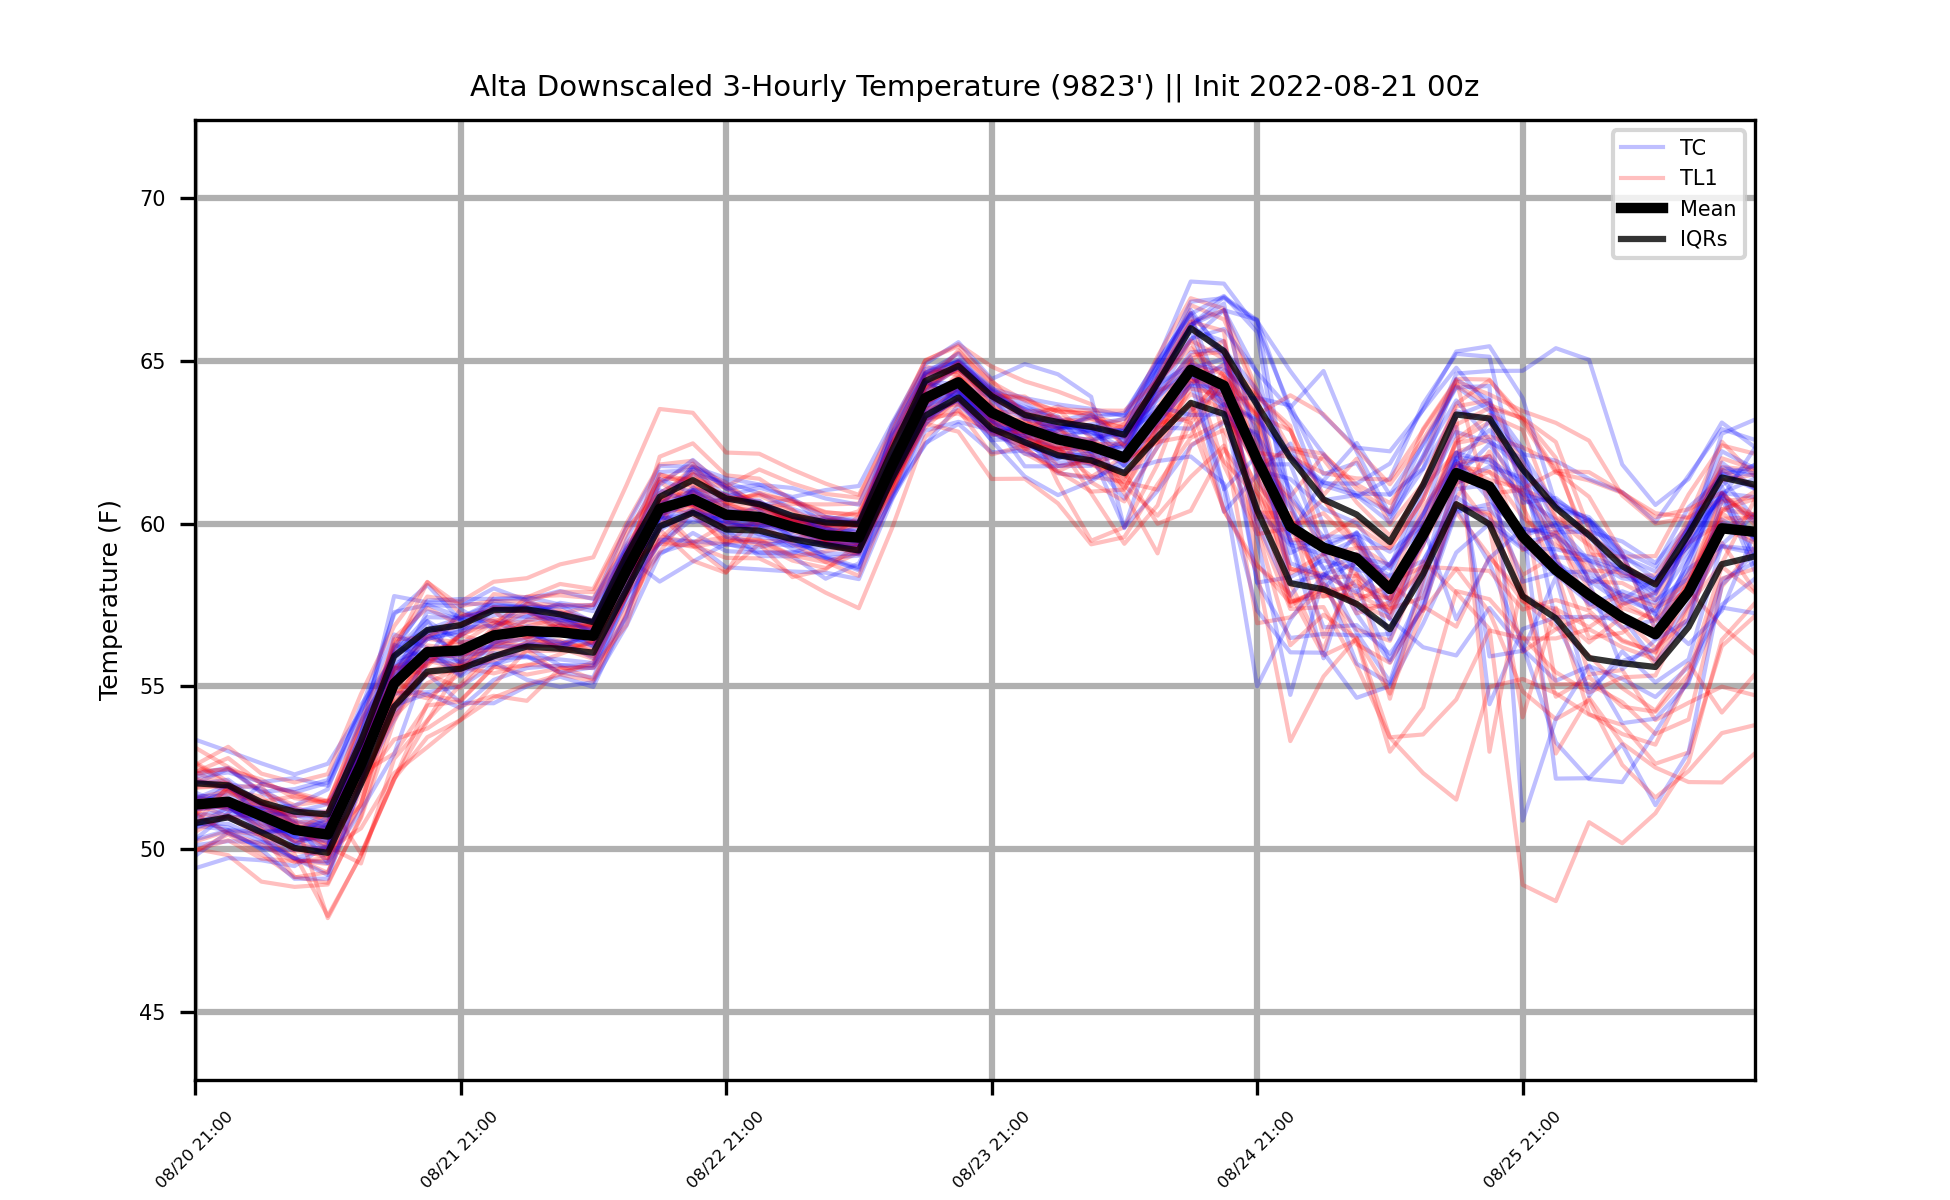 Alta Downscaled 3-Hourly Temperature (9823') || Init 2022-08-21 00z
TC
TL1
Mean
IQRs
Temperature (F)
70
65
60
55
50
45
08/20 21:00
08/21 21:00
08/22 21:00
08/23 21:00
08/24 21:00
08/25 21:00